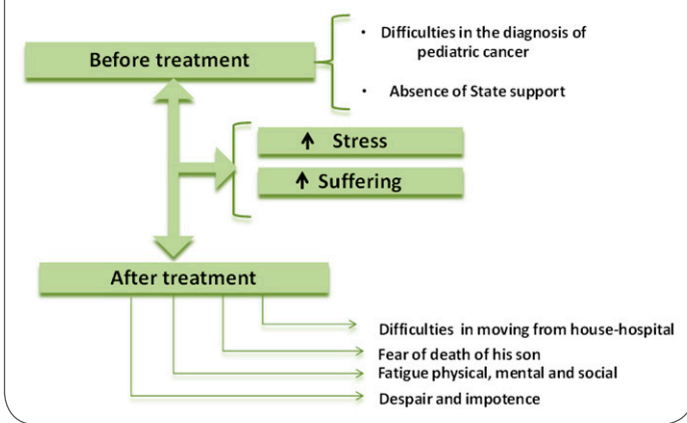 Before treatment
• Difficulties in the diagnosis of
pediatric cancer
• Absence of State support
↑ Stress
↑ Suffering
After treatment
Difficulties in moving from house-hospital
Fear of death of his son
Fatigue physical, mental and social
Despair and impotence